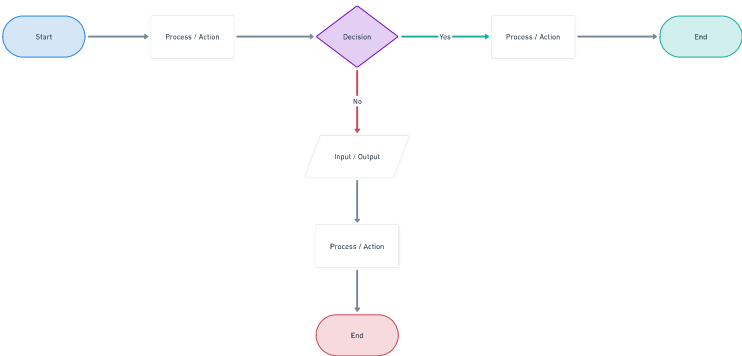 Start
Process / Action
Decision
Yes
Process / Action
End
No
Input / Output
Process / Action
End